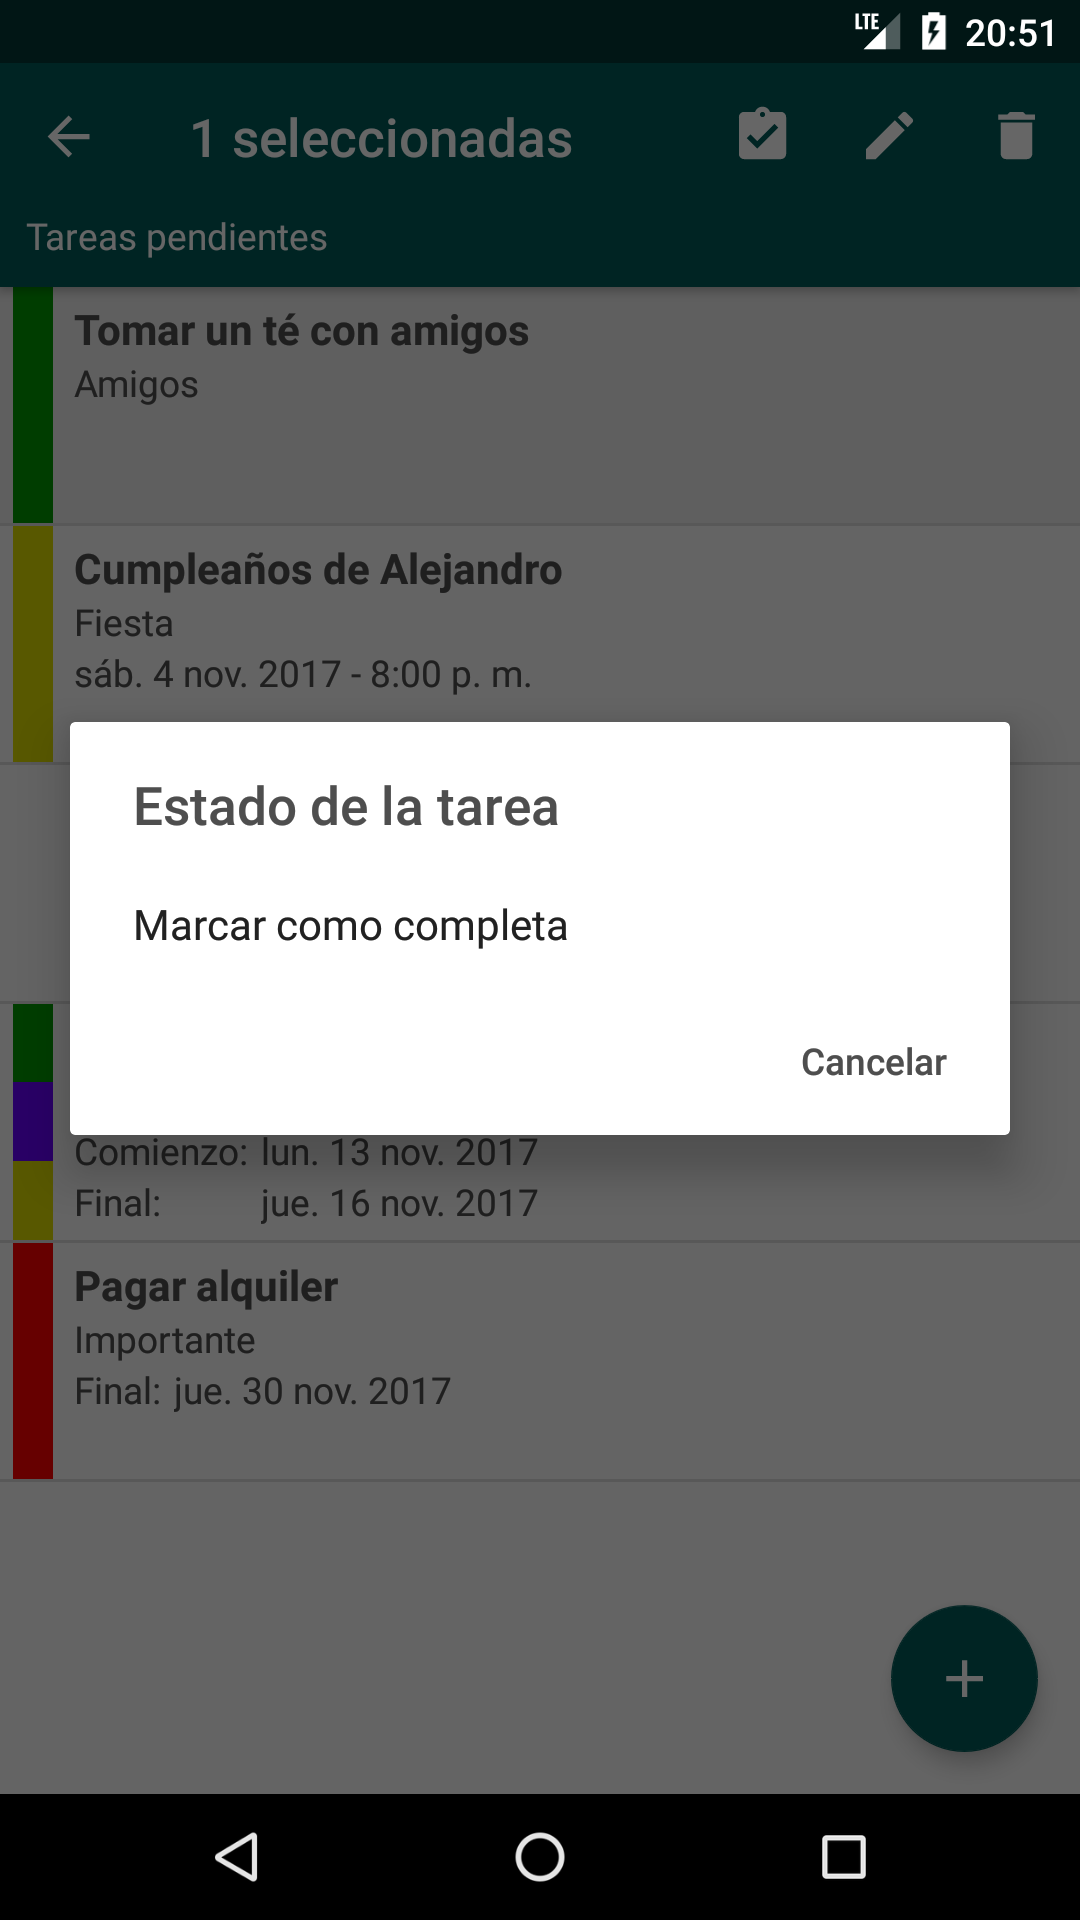 LTE 20:51
1 seleccionadas
Tareas pendientes
Tomar un té con amigos
Amigos
Cumpleaños de Alejandro
Fiesta
sáb. 4 nov. 2017 - 8:00 p. m.
Estado de la tarea
Marcar como completa
Cancelar
Comienzo: lun. 13 nov. 2017
Final: jue. 16 nov. 2017
Pagar alquiler
Importante
Final: jue. 30 nov. 2017